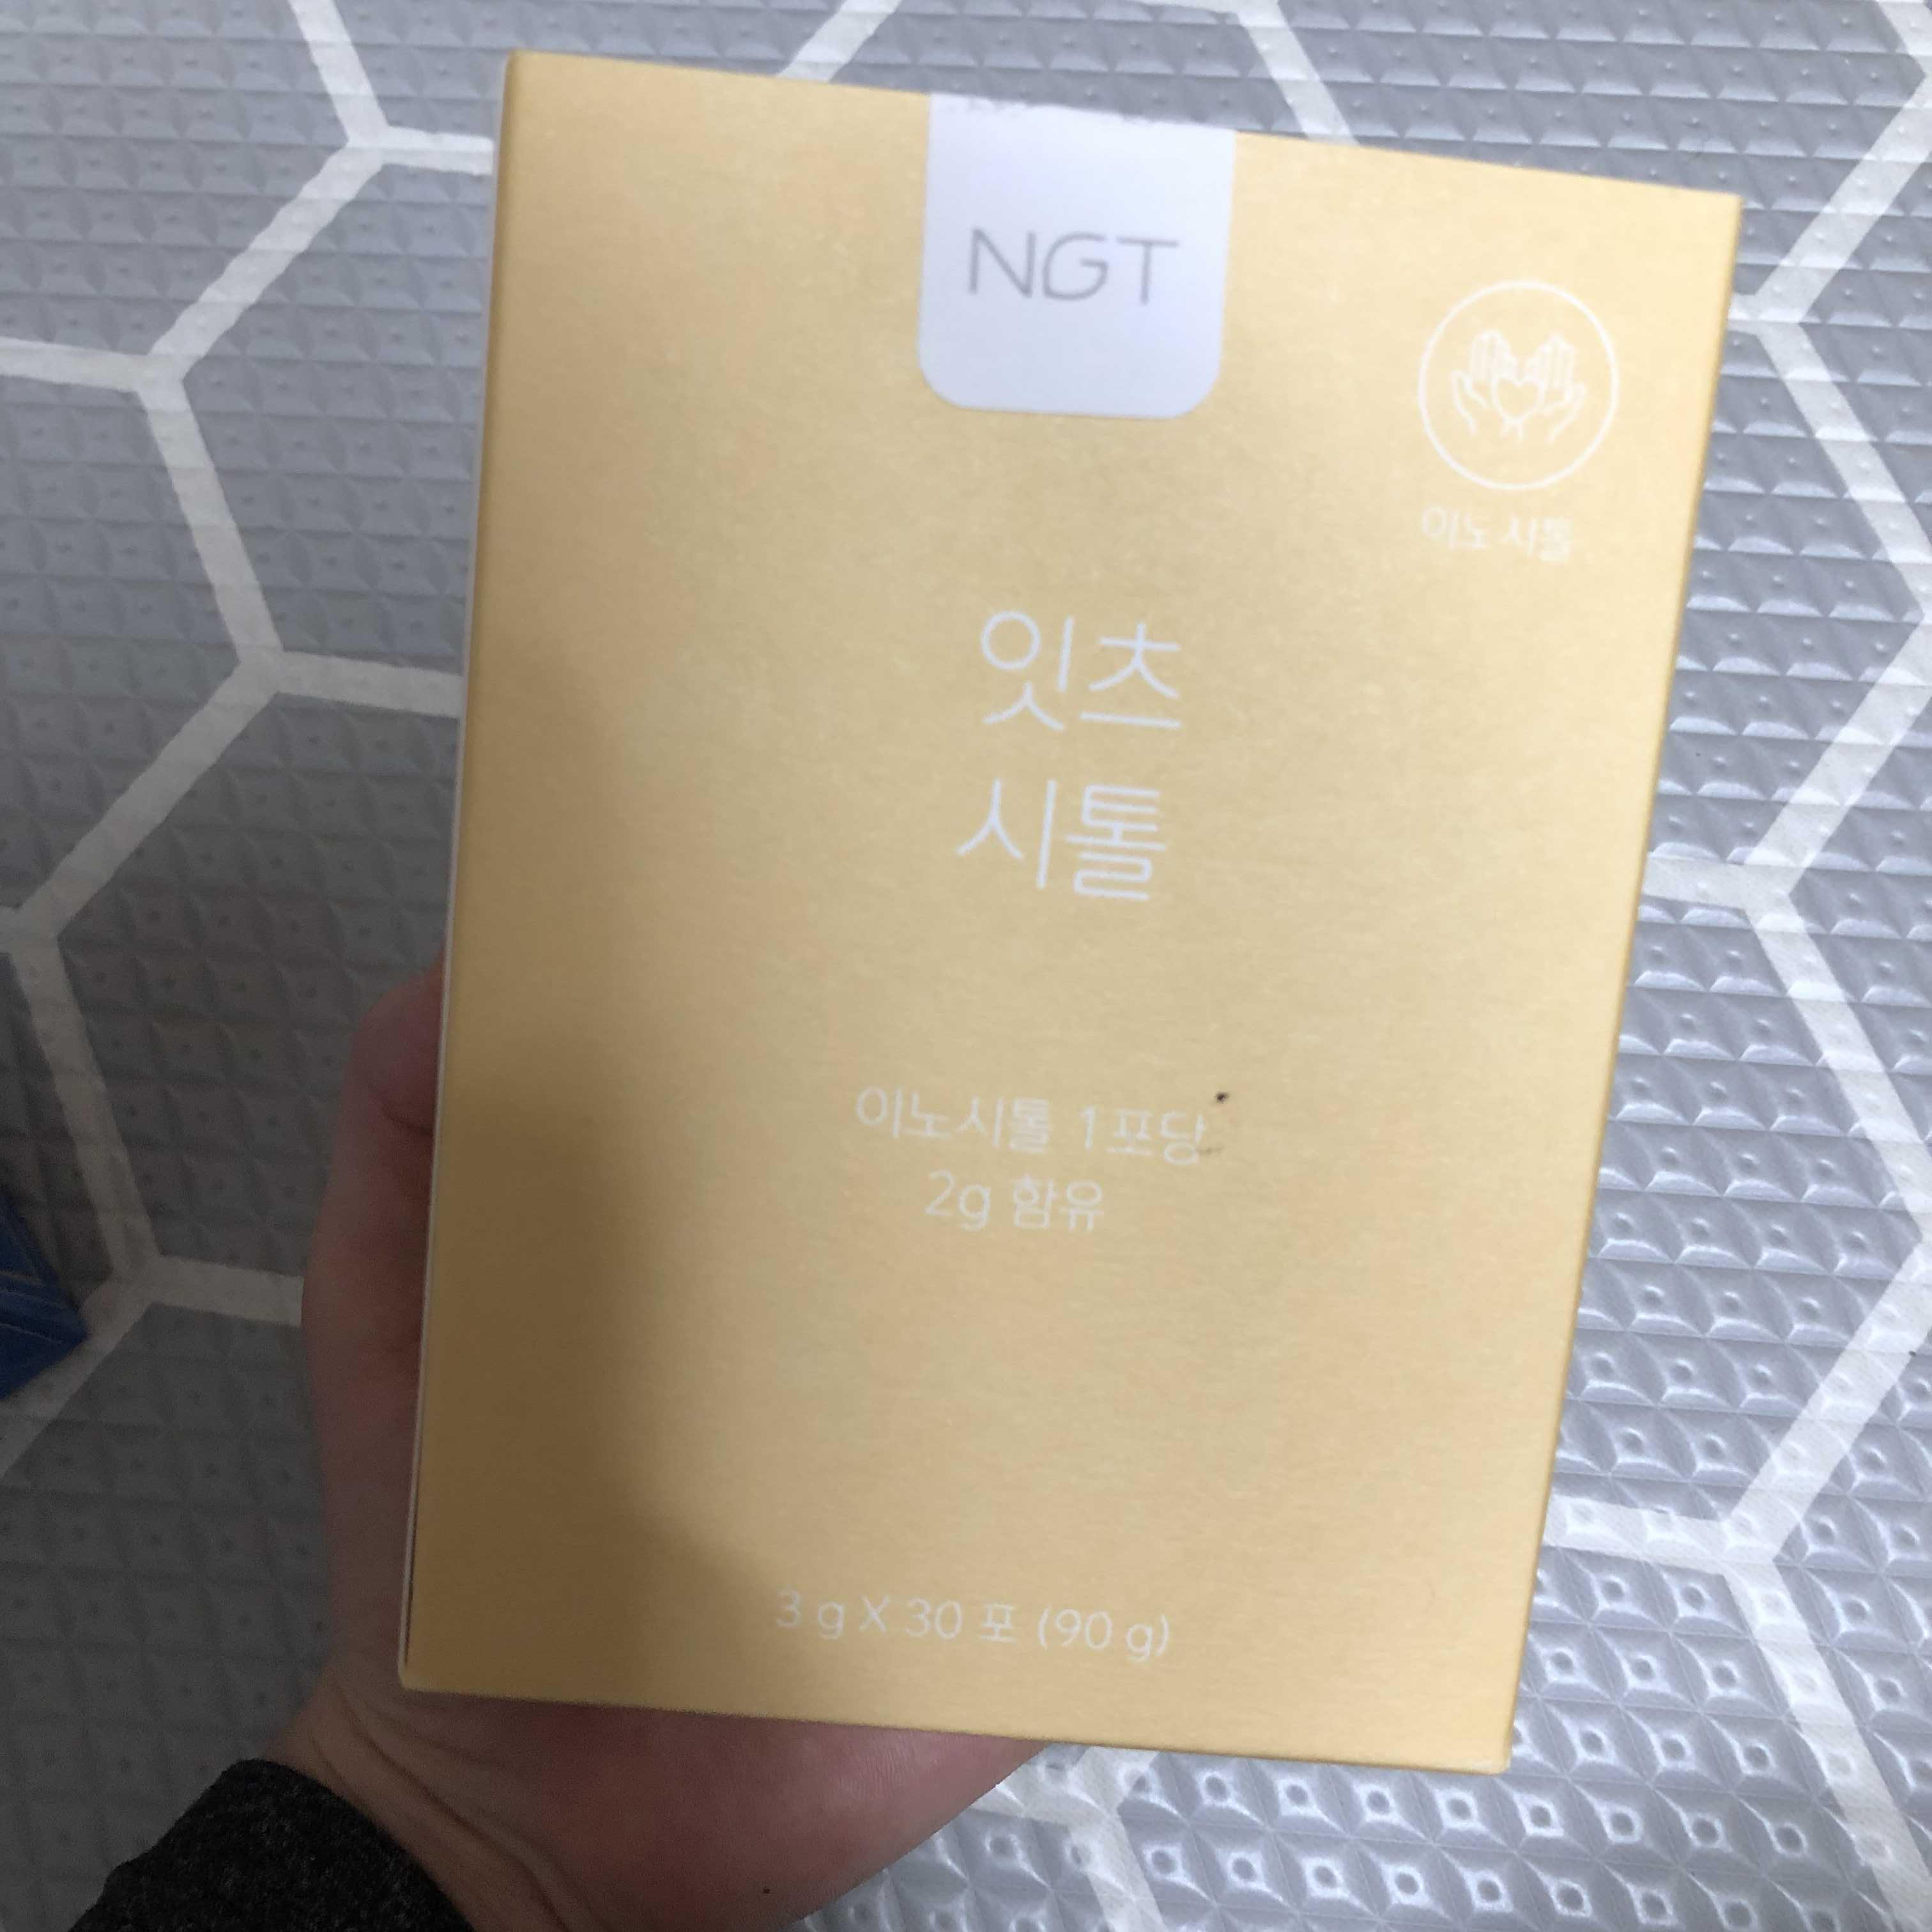 NGT
이노시톨
잇츠
시톨
이노시톨 1포당
2g 함유
3 g X 30 포 (90 g)